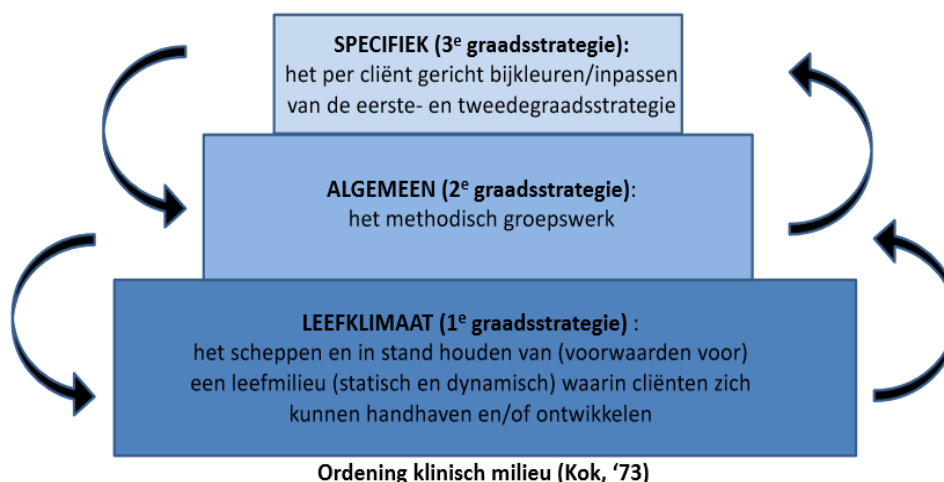 SPECIFIEK (3e graadsstrategie):
het per cliënt gericht bijkleuren/inpassen
van de eerste- en tweedegraadsstrategie
ALGEMEEN (2e graadsstrategie):
het methodisch groepswerk
LEEFKLIMAAT (1e graadsstrategie) :
het scheppen en in stand houden van (voorwaarden voor)
een leefmilieu (statisch en dynamisch) waarin cliënten zich
kunnen handhaven en/of ontwikkelen
Ordening klinisch milieu (Kok, ‘73)